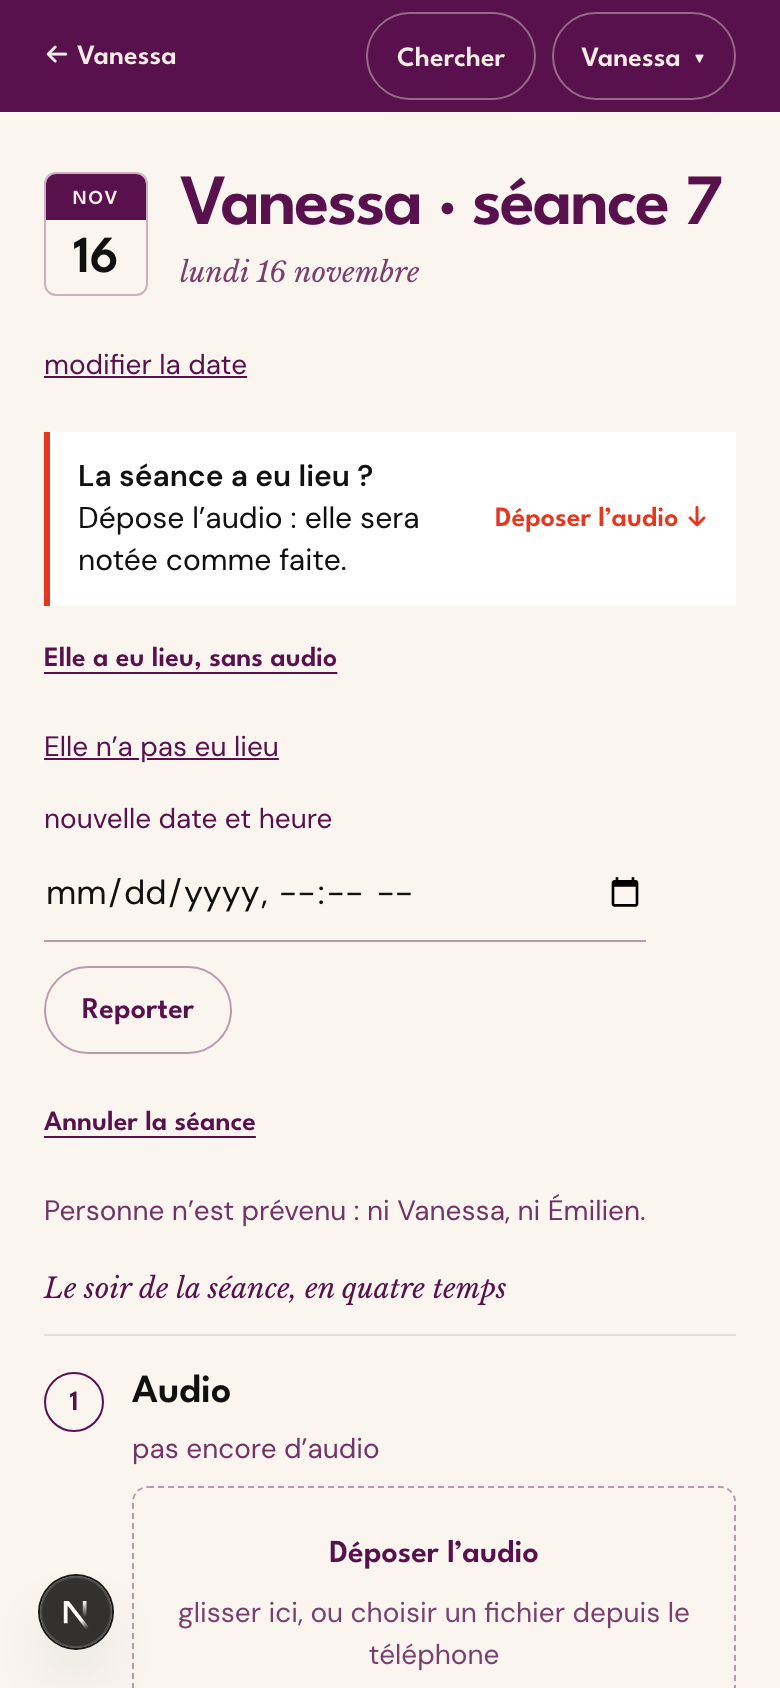 ← Vanessa
Chercher
Vanessa ▾
NOV
16
Vanessa · séance 7
lundi 16 novembre
modifier la date
La séance a eu lieu ?
Dépose l’audio : elle sera
notée comme faite.
Déposer l’audio ↓
Elle a eu lieu, sans audio
Elle n’a pas eu lieu
nouvelle date et heure
mm/dd/yyyy, --:-- --
Reporter
Annuler la séance
Personne n’est prévenu : ni Vanessa, ni Émilien.
Le soir de la séance, en quatre temps
1
Audio
pas encore d’audio
Déposer l’audio
glisser ici, ou choisir un fichier depuis le
téléphone
N